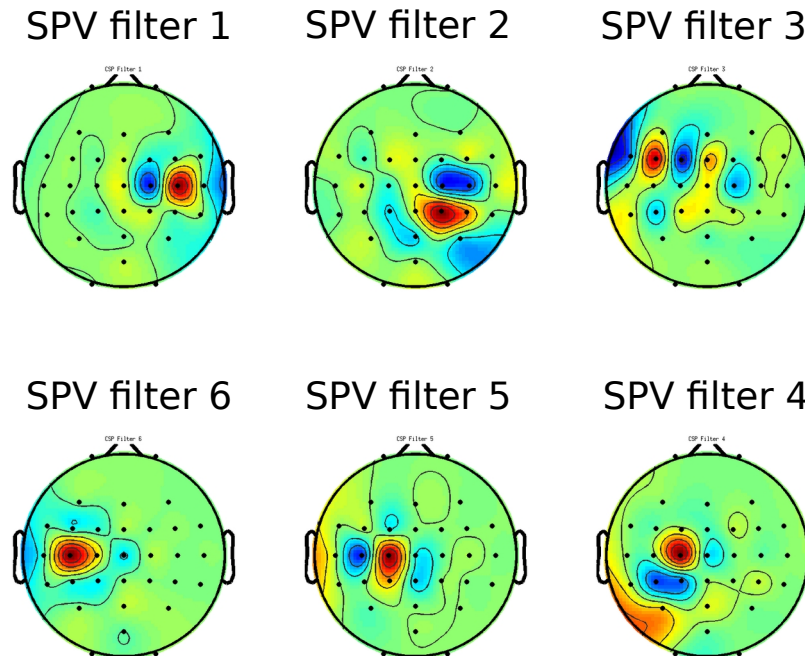 SPV filter 1
SPV filter 2
SPV filter 3
CSP Filter 1
CSP Filter 2
CSP Filter 3
SPV filter 6
SPV filter 5
SPV filter 4
CSP Filter 6
CSP Filter 5
CSP Filter 4